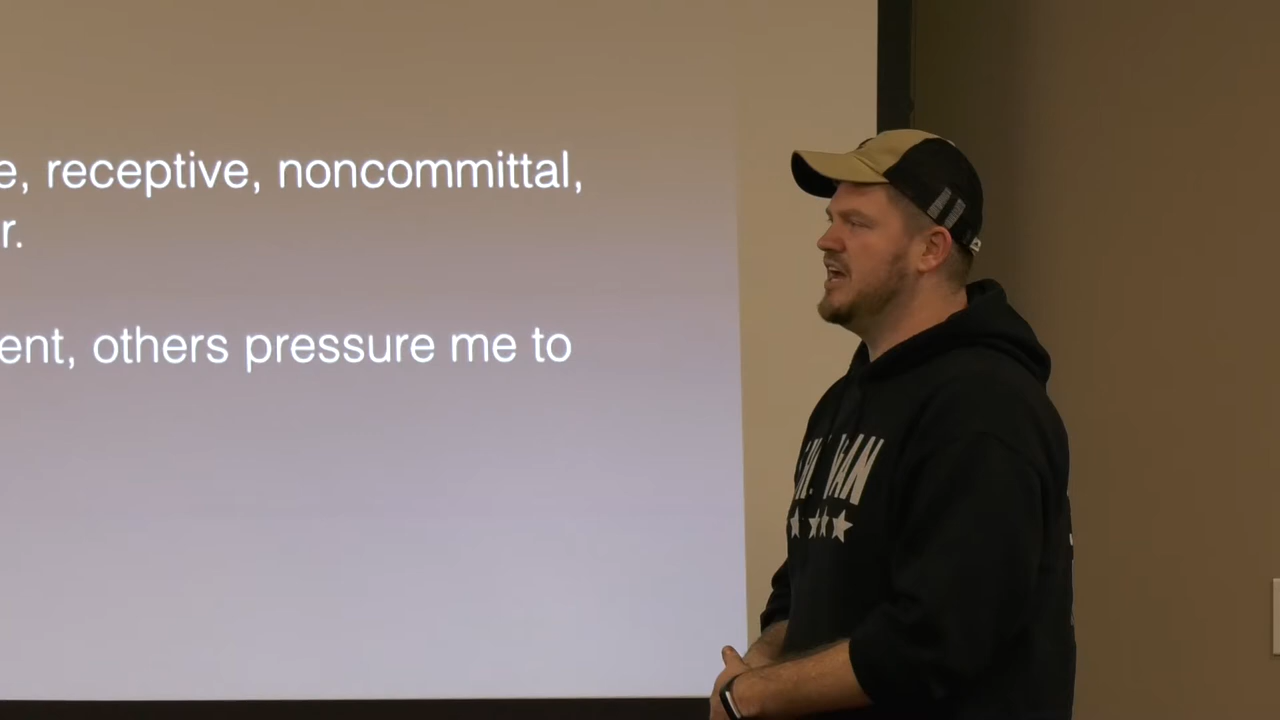 e, receptive, noncommittal,
r.
ent, others pressure me to